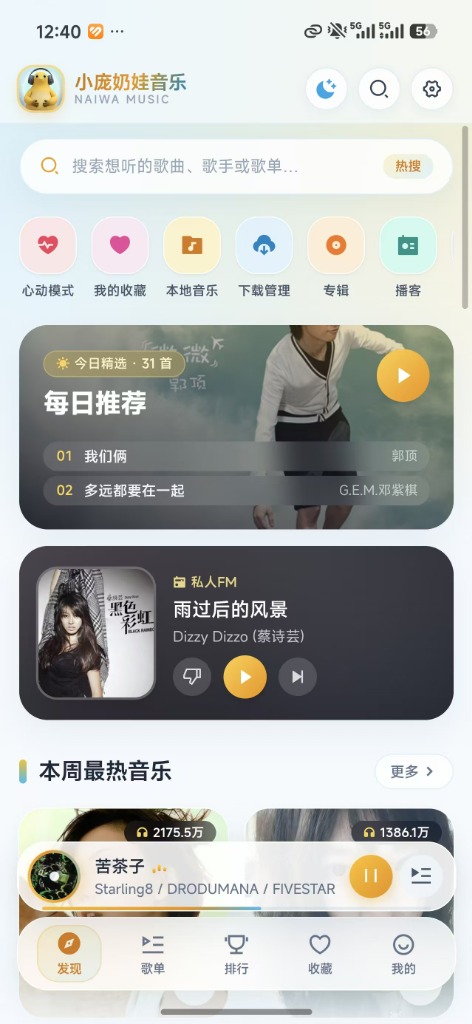 12:40
5G
5G
56
小庞奶娃音乐
NAIWA MUSIC
搜索想听的歌曲、歌手或歌单...
热搜
心动模式
我的收藏
本地音乐
下载管理
专辑
播客
今日精选 · 31 首
微微
郭顶
每日推荐
01 我们俩 郭顶
02 多远都要在一起 G.E.M.邓紫棋
私人FM
雨过后的风景
Dizzy Dizzo (蔡诗芸)
黑色彩虹
BLACK RAINBOW
本周最热音乐
更多
2175.5万
1386.1万
苦茶子
Starling8 / DRODUMANA / FIVESTAR
发现
歌单
排行
收藏
我的